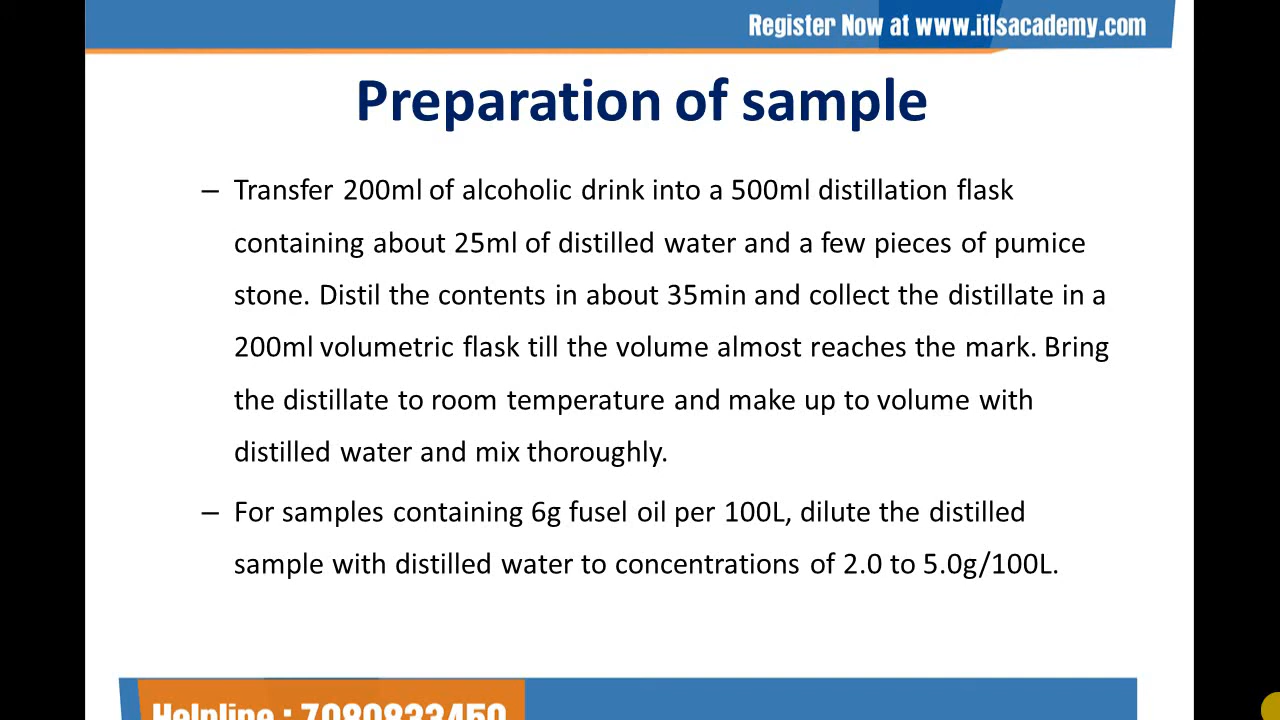 Register Now at www.itlsacademy.com
Preparation of sample
– Transfer 200ml of alcoholic drink into a 500ml distillation flask
containing about 25ml of distilled water and a few pieces of pumice
stone. Distil the contents in about 35min and collect the distillate in a
200ml volumetric flask till the volume almost reaches the mark. Bring
the distillate to room temperature and make up to volume with
distilled water and mix thoroughly.
– For samples containing 6g fusel oil per 100L, dilute the distilled
sample with distilled water to concentrations of 2.0 to 5.0g/100L.
Helpline : 7080833450